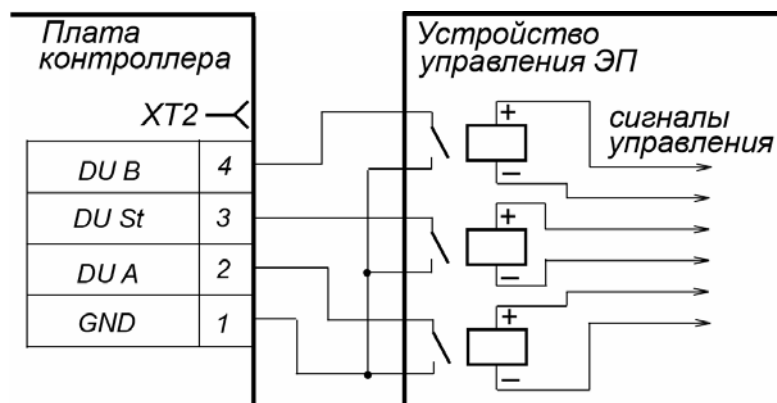 Плата
контроллера
XT2
DU B 4
DU St 3
DU A 2
GND 1
Устройство
управления ЭП
сигналы
управления
+
−
+
−
+
−